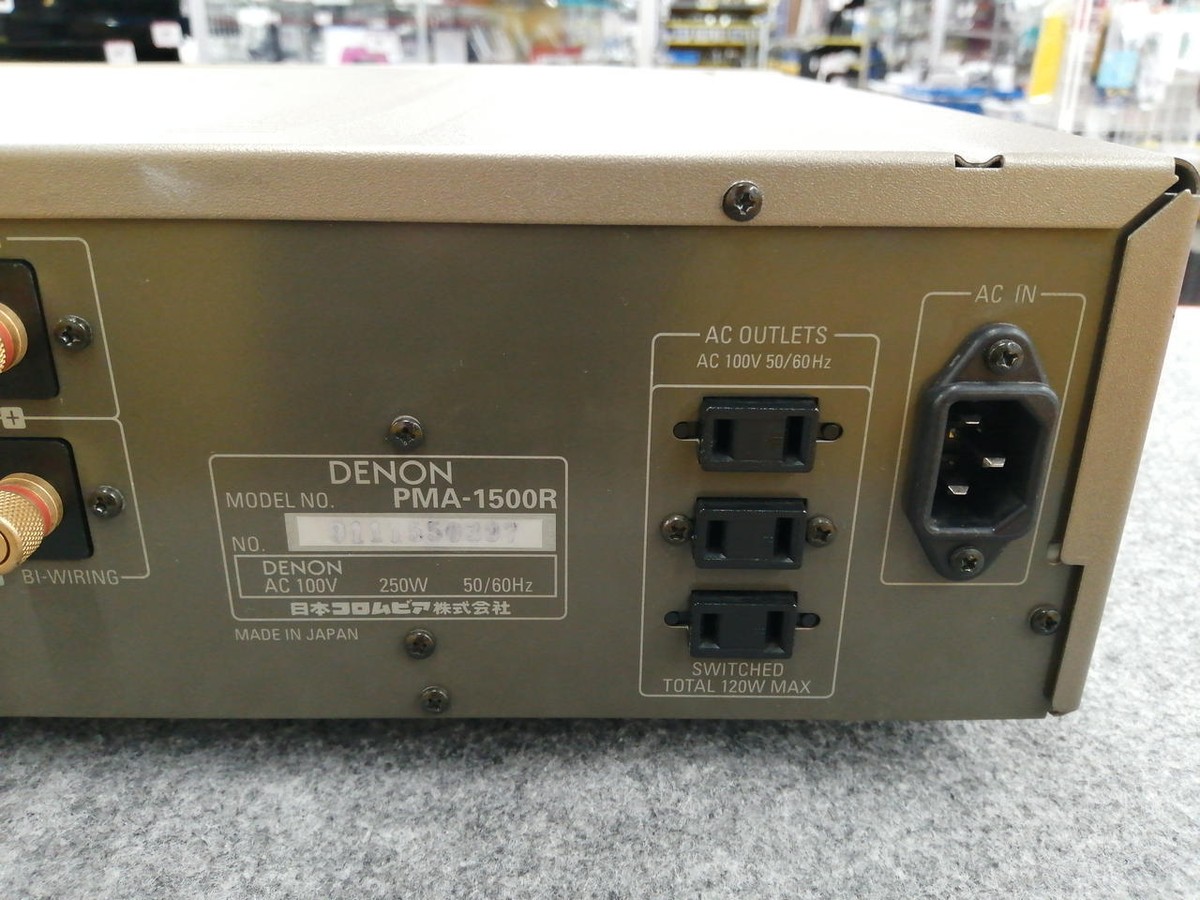 AC IN
AC OUTLETS
AC 100V 50/60Hz
DENON
MODEL NO. PMA-1500R
NO.
DENON
AC 100V 250W 50/60Hz
日本コロムビア株式会社
MADE IN JAPAN
+
BI-WIRING
SWITCHED
TOTAL 120W MAX